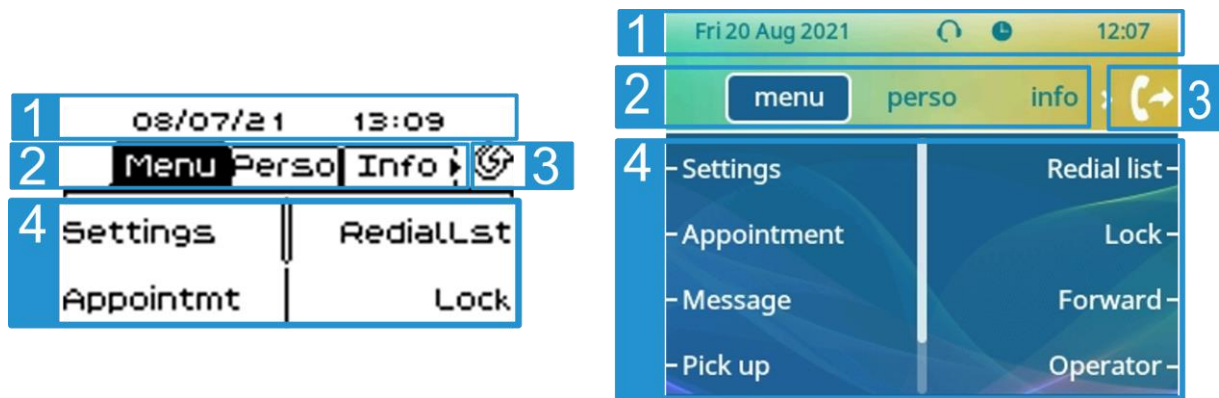 1 08/07/21 13:09
2 Menu Perso Info 3
4 Settings RedialLst
Appointmt Lock
1 Fri 20 Aug 2021 12:07
2 menu perso info 3
4 Settings Redial list
Appointment Lock
Message Forward
Pick up Operator